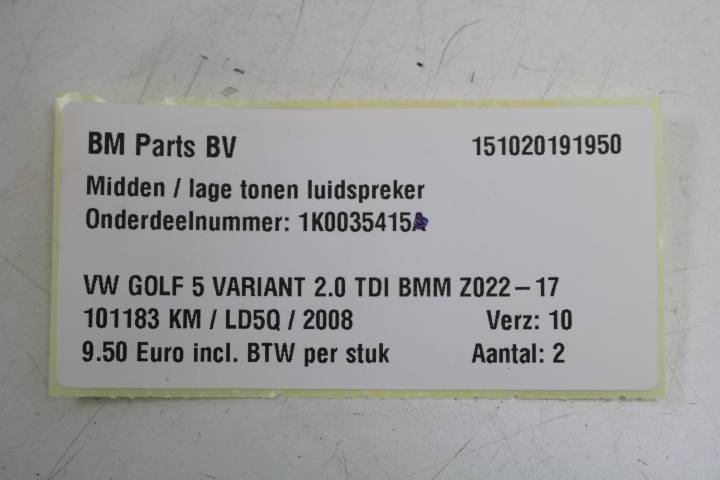 BM Parts BV 151020191950
Midden / lage tonen luidspreker
Onderdeelnummer: 1K0035415A
VW GOLF 5 VARIANT 2.0 TDI BMM Z022-17
101183 KM / LD5Q / 2008 Verz: 10
9.50 Euro incl. BTW per stuk Aantal: 2